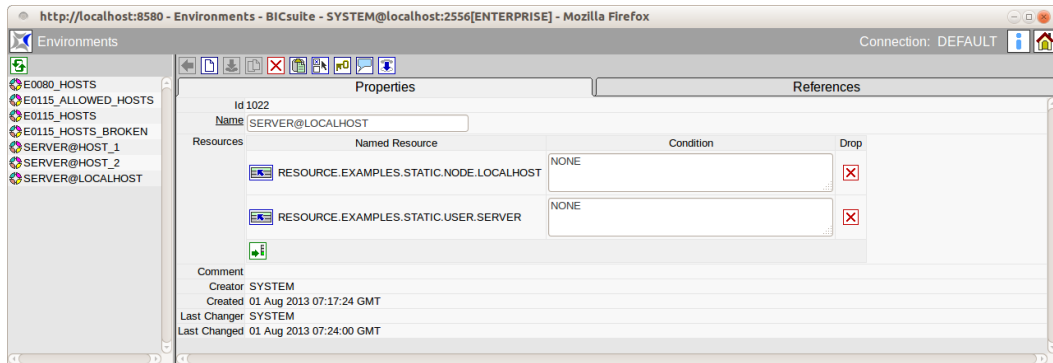 http://localhost:8580 - Environments - BICsuite - SYSTEM@localhost:2556[ENTERPRISE] - Mozilla Firefox
Environments
Connection: DEFAULT
E0080_HOSTS
E0115_ALLOWED_HOSTS
E0115_HOSTS
E0115_HOSTS_BROKEN
SERVER@HOST_1
SERVER@HOST_2
SERVER@LOCALHOST
Properties
References
Id 1022
Name SERVER@LOCALHOST
Resources Named Resource Condition Drop
RESOURCE.EXAMPLES.STATIC.NODE.LOCALHOST NONE
RESOURCE.EXAMPLES.STATIC.USER.SERVER NONE
Comment
Creator SYSTEM
Created 01 Aug 2013 07:17:24 GMT
Last Changer SYSTEM
Last Changed 01 Aug 2013 07:24:00 GMT